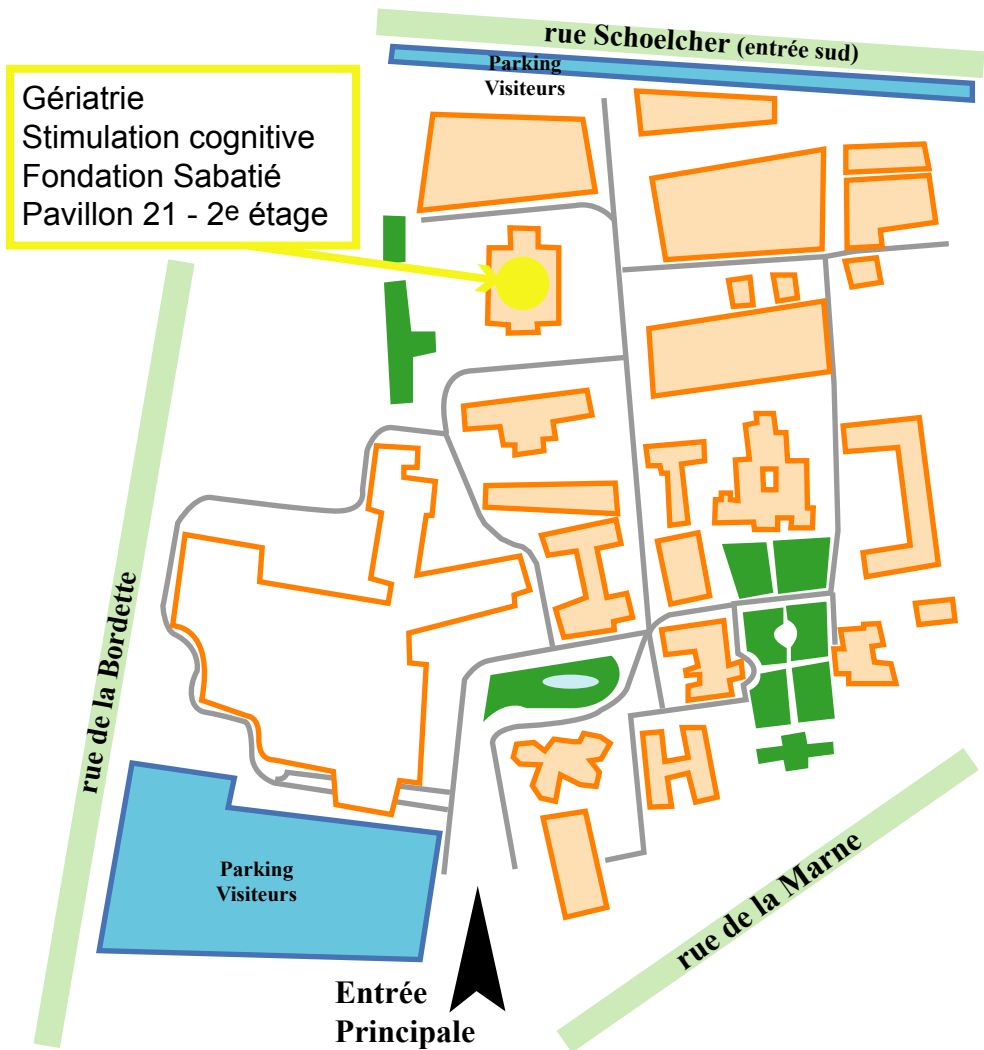 rue Schoelcher (entrée sud)
Parking
Visiteurs
Gériatrie
Stimulation cognitive
Fondation Sabatié
Pavillon 21 - 2e étage
rue de la Bordette
Parking
Visiteurs
rue de la Marne
Entrée
Principale